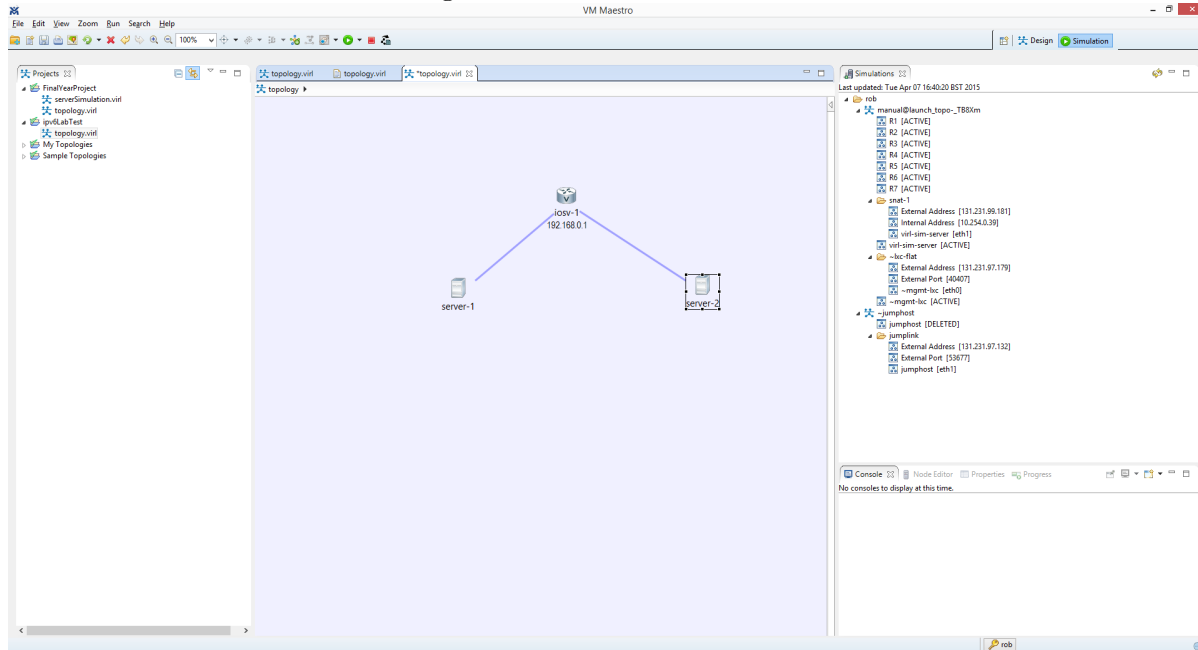 VM Maestro
File Edit View Zoom Run Search Help
100%
Design Simulation
Projects
FinalYearProject
serverSimulation.virl
topology.virl
ipv6LabTest
topology.virl
My Topologies
Sample Topologies
topology.virl topology.virl *topology.virl
topology
iosv-1
192.168.0.1
server-1
server-2
Simulations
Last updated: Tue Apr 07 16:40:20 BST 2015
rob
manual@launch_topo-_TB8Xm
R1 [ACTIVE]
R2 [ACTIVE]
R3 [ACTIVE]
R4 [ACTIVE]
R5 [ACTIVE]
R6 [ACTIVE]
R7 [ACTIVE]
snat-1
External Address [131.231.99.181]
Internal Address [10.254.0.39]
virl-sim-server [eth1]
virl-sim-server [ACTIVE]
~lxc-flat
External Address [131.231.97.179]
External Port [40407]
~mgmt-lxc [eth0]
~mgmt-lxc [ACTIVE]
~jumphost
jumphost [DELETED]
jumplink
External Address [131.231.97.132]
External Port [53677]
jumphost [eth1]
Console Node Editor Properties Progress
No consoles to display at this time.
rob